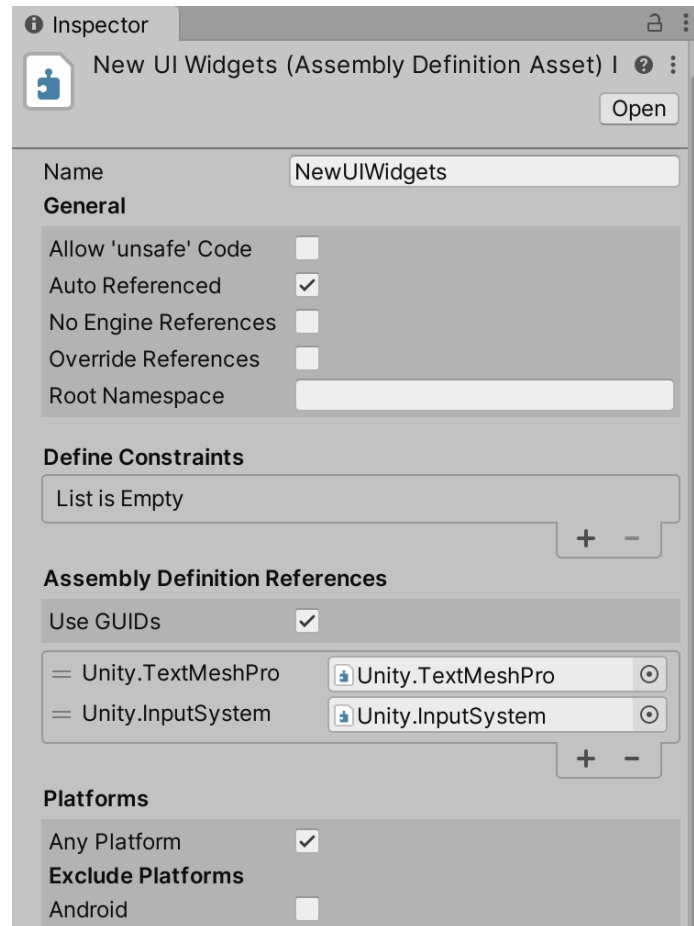 Inspector
New UI Widgets (Assembly Definition Asset) I
Open
Name NewUIWidgets
General
Allow 'unsafe' Code
Auto Referenced
No Engine References
Override References
Root Namespace
Define Constraints
List is Empty
Assembly Definition References
Use GUIDs
Unity.TextMeshPro Unity.TextMeshPro
Unity.InputSystem Unity.InputSystem
Platforms
Any Platform
Exclude Platforms
Android